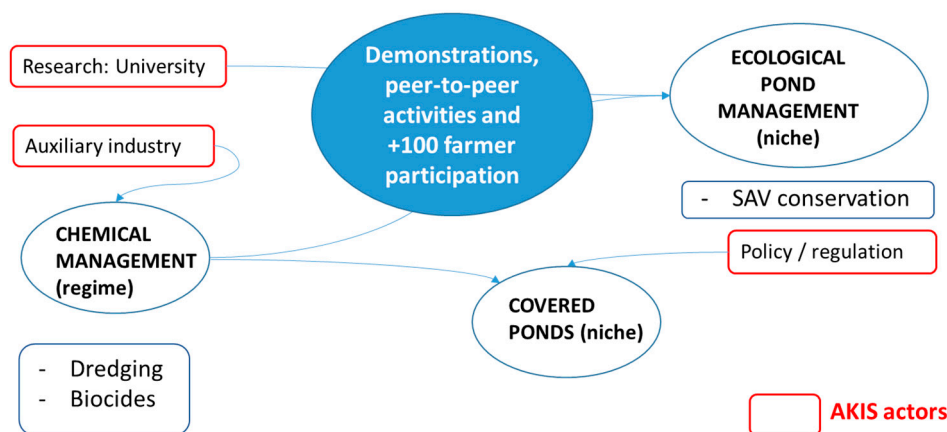 Research: University
Auxiliary industry
CHEMICAL
MANAGEMENT
(regime)
- Dredging
- Biocides
Demonstrations,
peer-to-peer
activities and
+100 farmer
participation
ECOLOGICAL
POND
MANAGEMENT
(niche)
- SAV conservation
Policy / regulation
COVERED
PONDS (niche)
AKIS actors